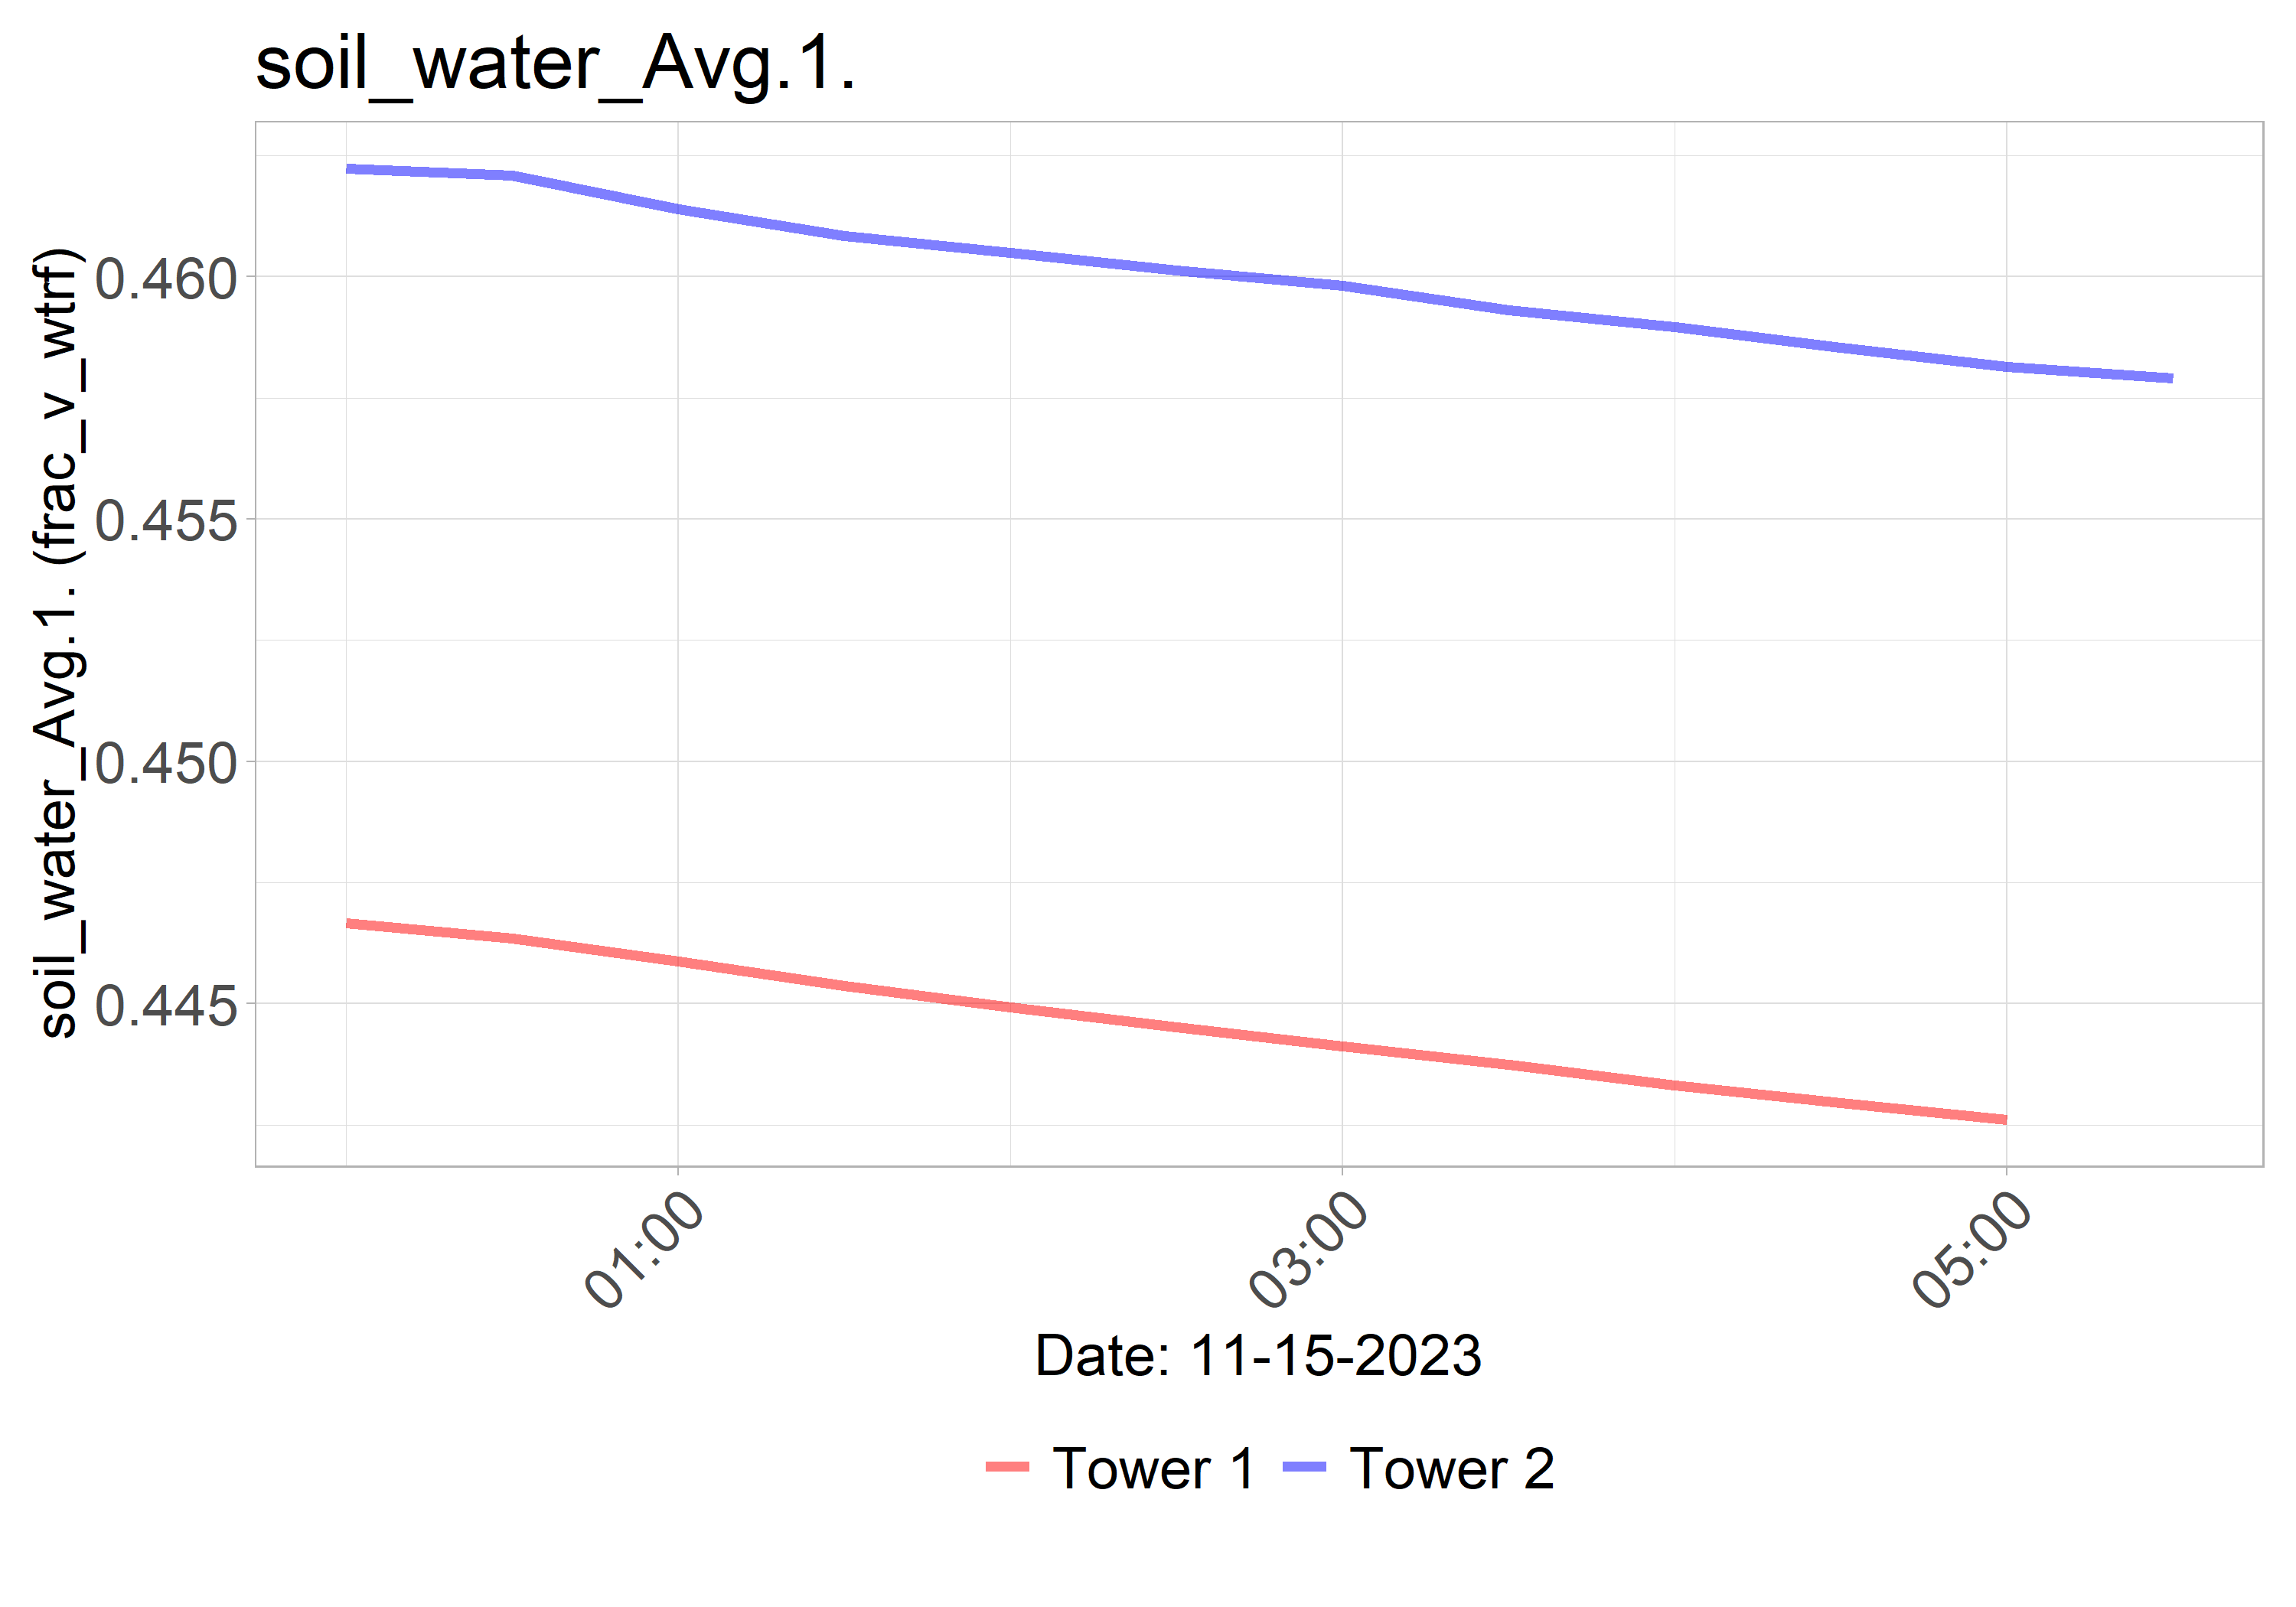 soil_water_Avg.1.
soil_water_Avg.1. (frac_v_wtrf)
0.460
0.455
0.450
0.445
01:00
03:00
05:00
Date: 11-15-2023
Tower 1
Tower 2